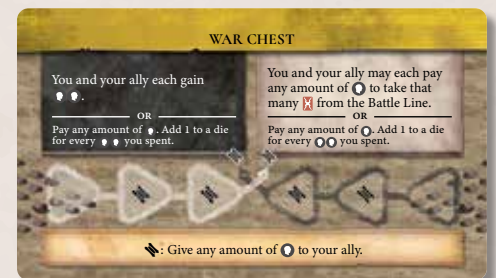 WAR CHEST
You and your ally each gain
.
OR
Pay any amount of . Add 1 to a die
for every you spent.
You and your ally may each pay
any amount of to take that
many from the Battle Line.
OR
Pay any amount of . Add 1 to a die
for every you spent.
: Give any amount of to your ally.